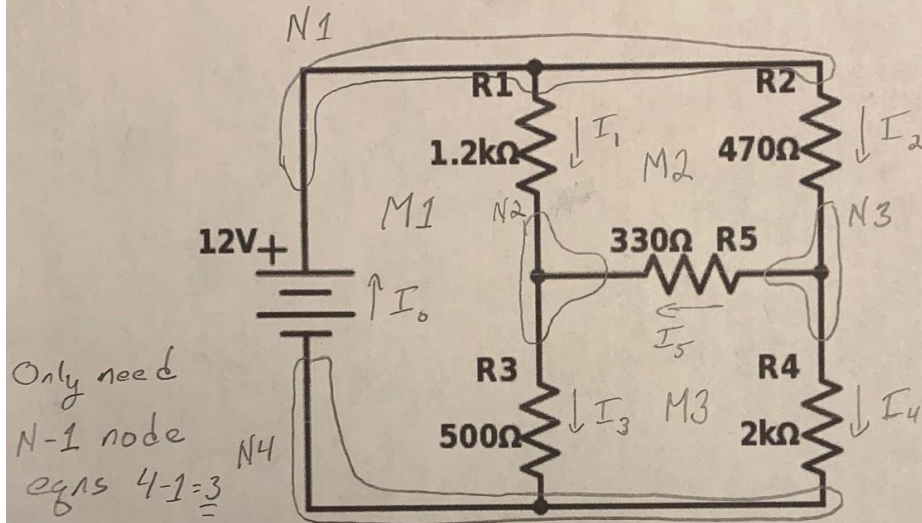 N1
R1
R2
1.2kΩ
I1
M2
470Ω
I2
M1
N2
N3
12V+
330Ω R5
I0
I5
Only need
N-1 node
eqns 4-1=3
N4
R3
500Ω
I3
M3
R4
2kΩ
I4